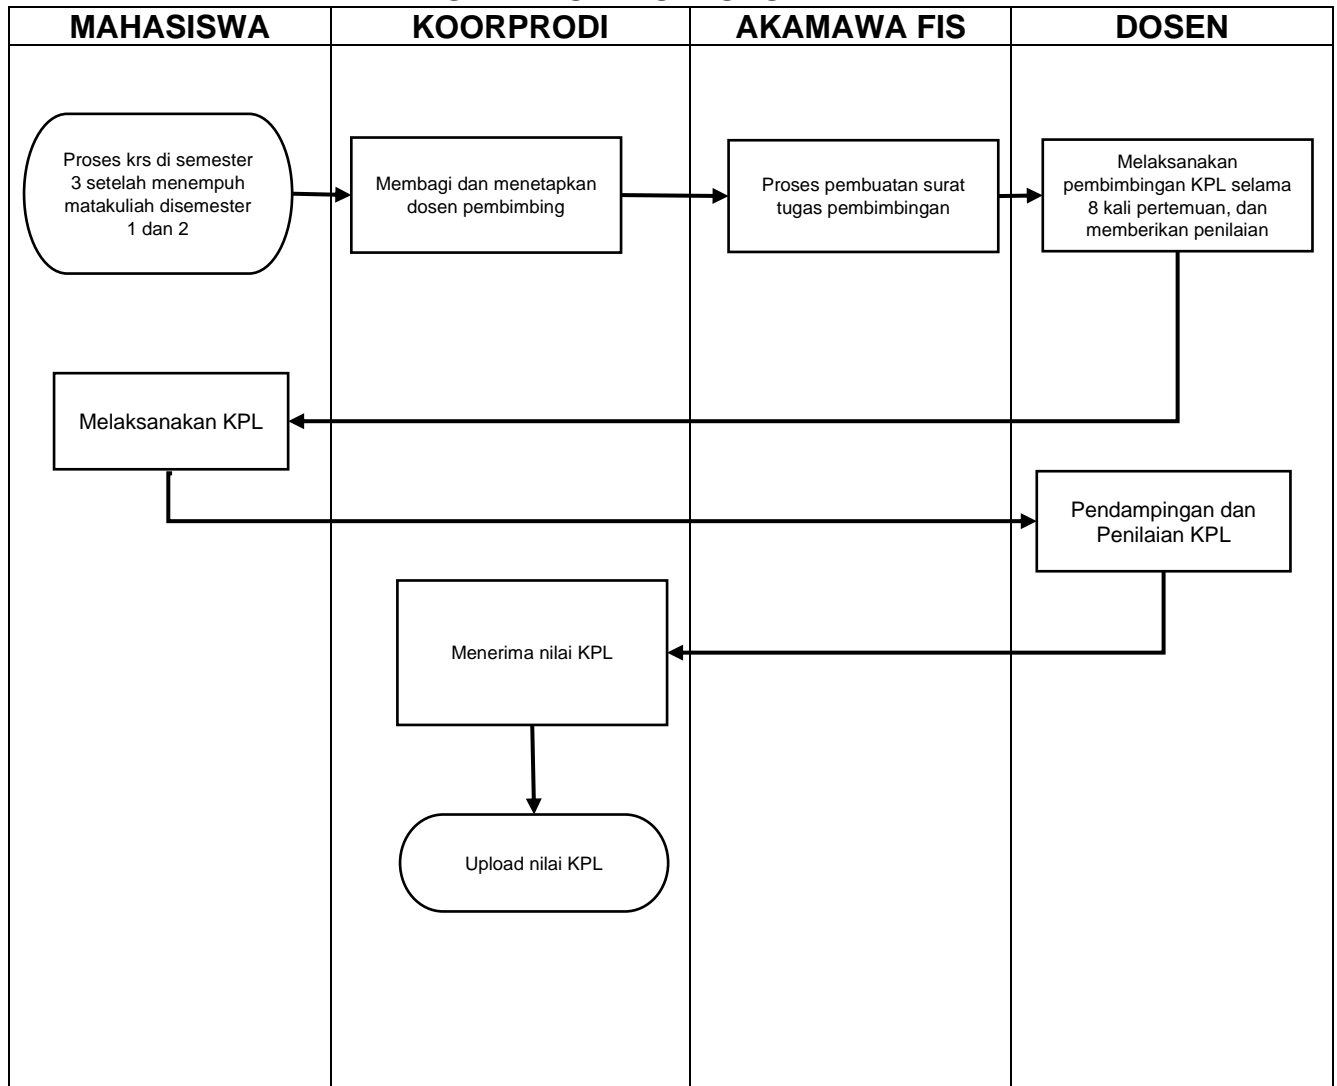 MAHASISWA
KOORPRODI
AKAMAWA FIS
DOSEN
Proses krs di semester
3 setelah menempuh
matakuliah disemester
1 dan 2
Membagi dan menetapkan
dosen pembimbing
Proses pembuatan surat
tugas pembimbingan
Melaksanakan
pembimbingan KPL selama
8 kali pertemuan, dan
memberikan penilaian
Melaksanakan KPL
Pendampingan dan
Penilaian KPL
Menerima nilai KPL
Upload nilai KPL